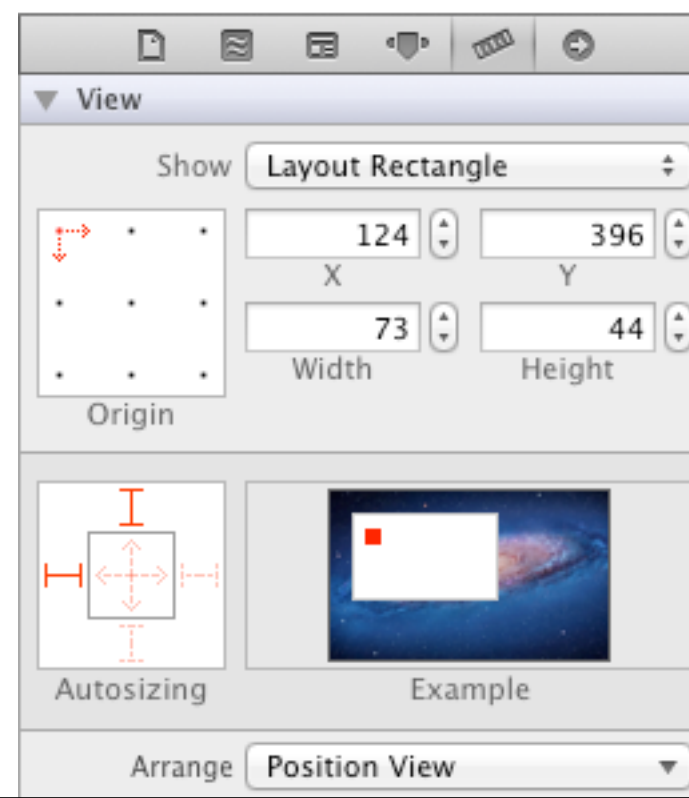 View
Show Layout Rectangle
124 396
X Y
73 44
Width Height
Origin
Autosizing Example
Arrange Position View